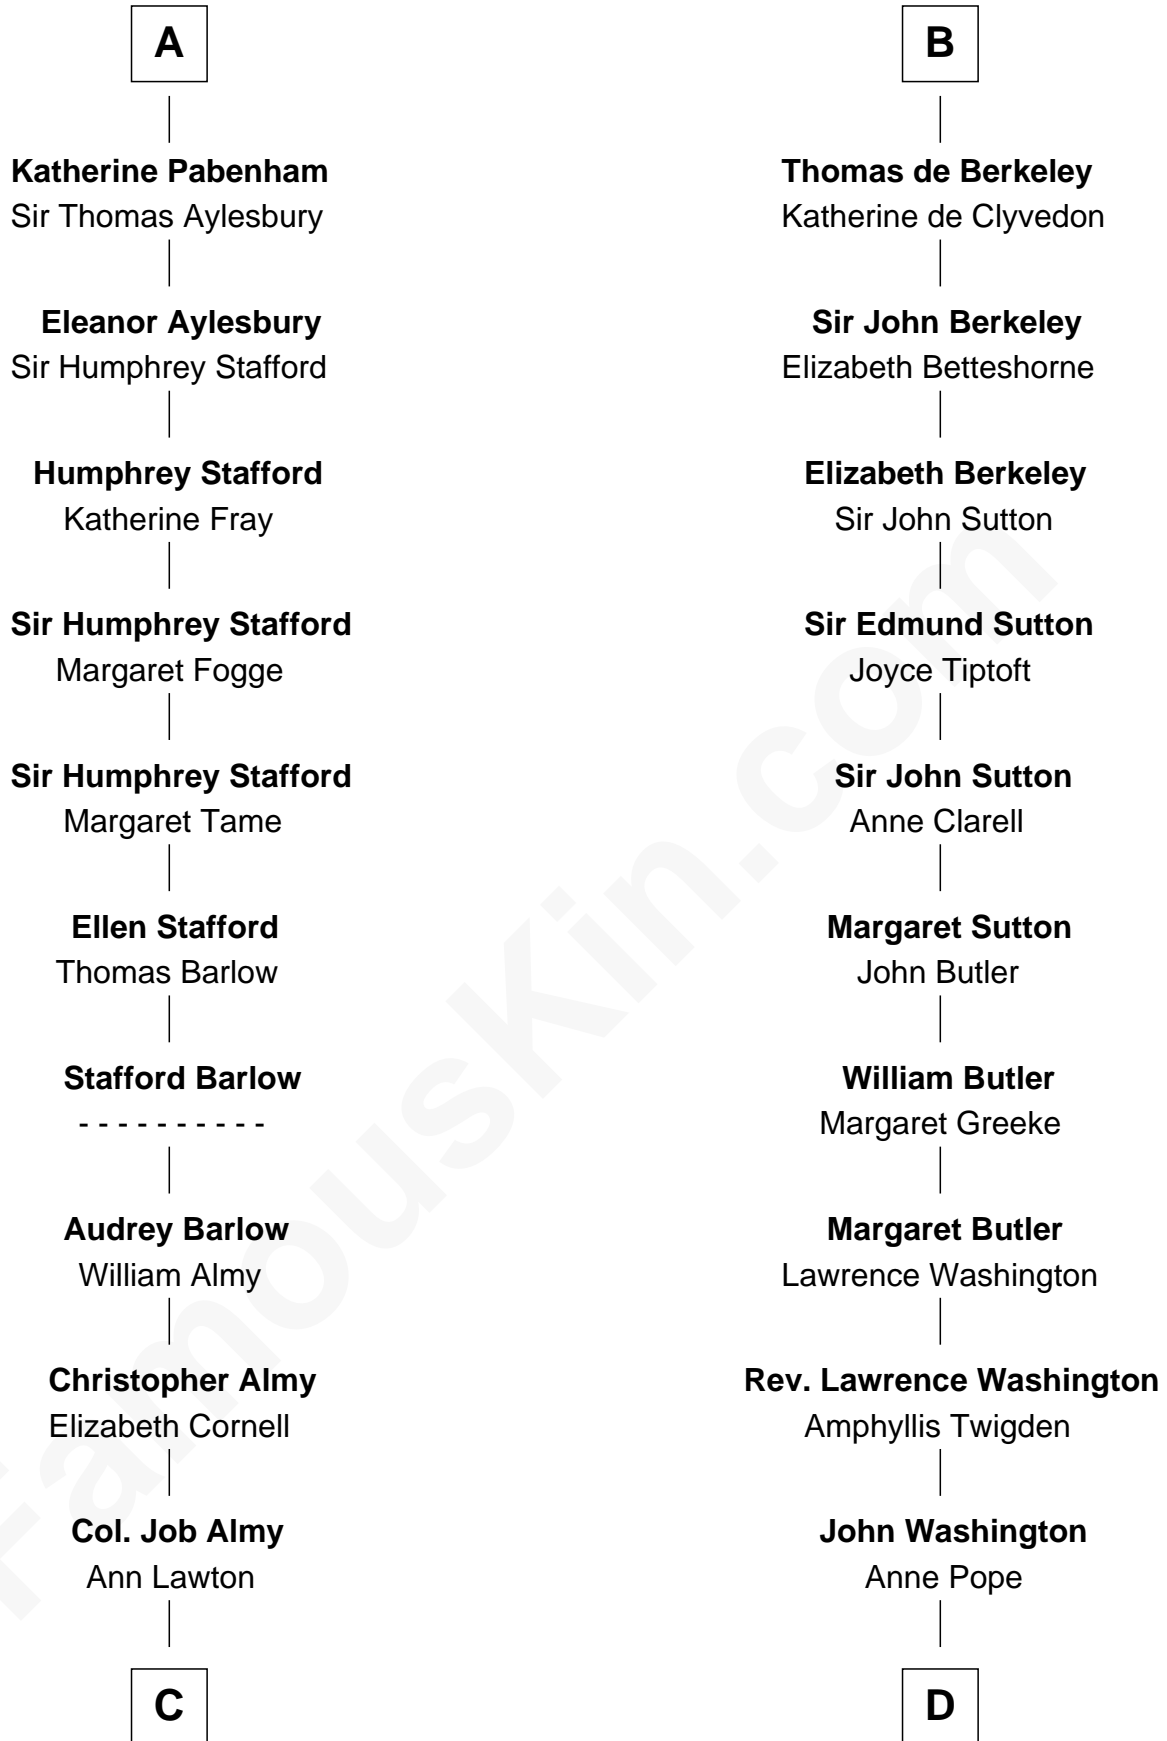 A
Katherine Pabenham
Sir Thomas Aylesbury
Eleanor Aylesbury
Sir Humphrey Stafford
Humphrey Stafford
Katherine Fray
Sir Humphrey Stafford
Margaret Fogge
Sir Humphrey Stafford
Margaret Tame
Ellen Stafford
Thomas Barlow
Stafford Barlow
- - - - - - - - - -
Audrey Barlow
William Almy
Christopher Almy
Elizabeth Cornell
Col. Job Almy
Ann Lawton
C
B
Thomas de Berkeley
Katherine de Clyvedon
Sir John Berkeley
Elizabeth Betteshorne
Elizabeth Berkeley
Sir John Sutton
Sir Edmund Sutton
Joyce Tiptoft
Sir John Sutton
Anne Clarell
Margaret Sutton
John Butler
William Butler
Margaret Greeke
Margaret Butler
Lawrence Washington
Rev. Lawrence Washington
Amphyllis Twigden
John Washington
Anne Pope
D
FamousKin.com